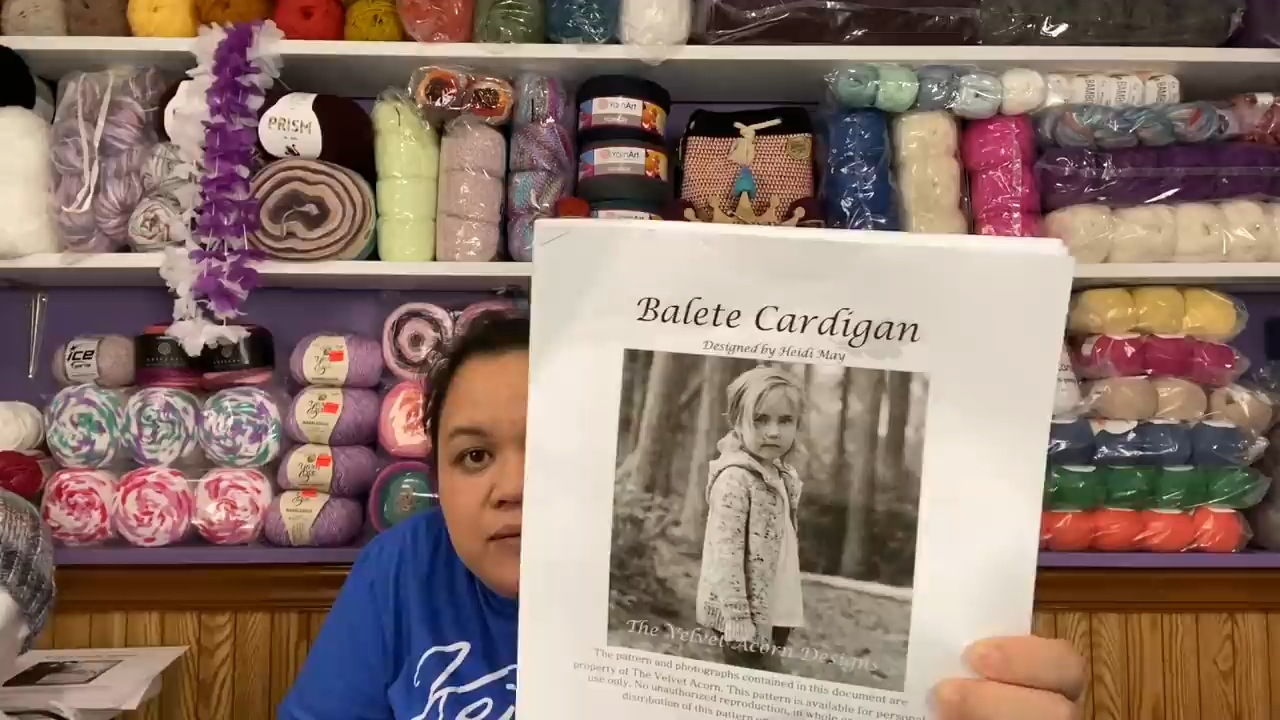 PRISM
YarnArt
YarnArt
BAMB
ice
yarns
Balete Cardigan
Designed by Heidi May
The Velvet Acorn Designs
The pattern and photographs contained in this document are
property of The Velvet Acorn. This pattern is available for personal
use only. No unauthorized reproduction, in whole or
distribution of this pattern